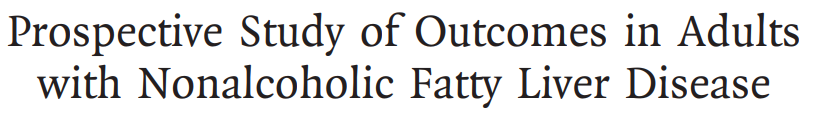 Prospective Study of Outcomes in Adults
with Nonalcoholic Fatty Liver Disease